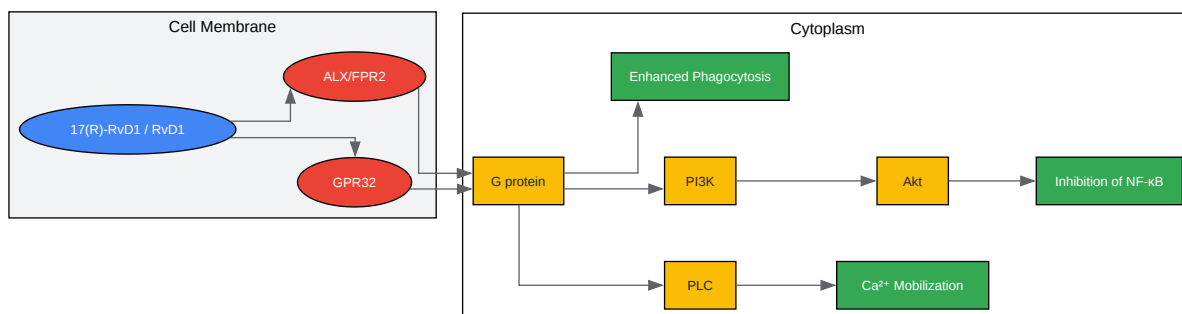 Cell Membrane
17(R)-RvD1 / RvD1
ALX/FPR2
GPR32
Cytoplasm
Enhanced Phagocytosis
G protein
PI3K
Akt
Inhibition of NF-κB
PLC
Ca²⁺ Mobilization